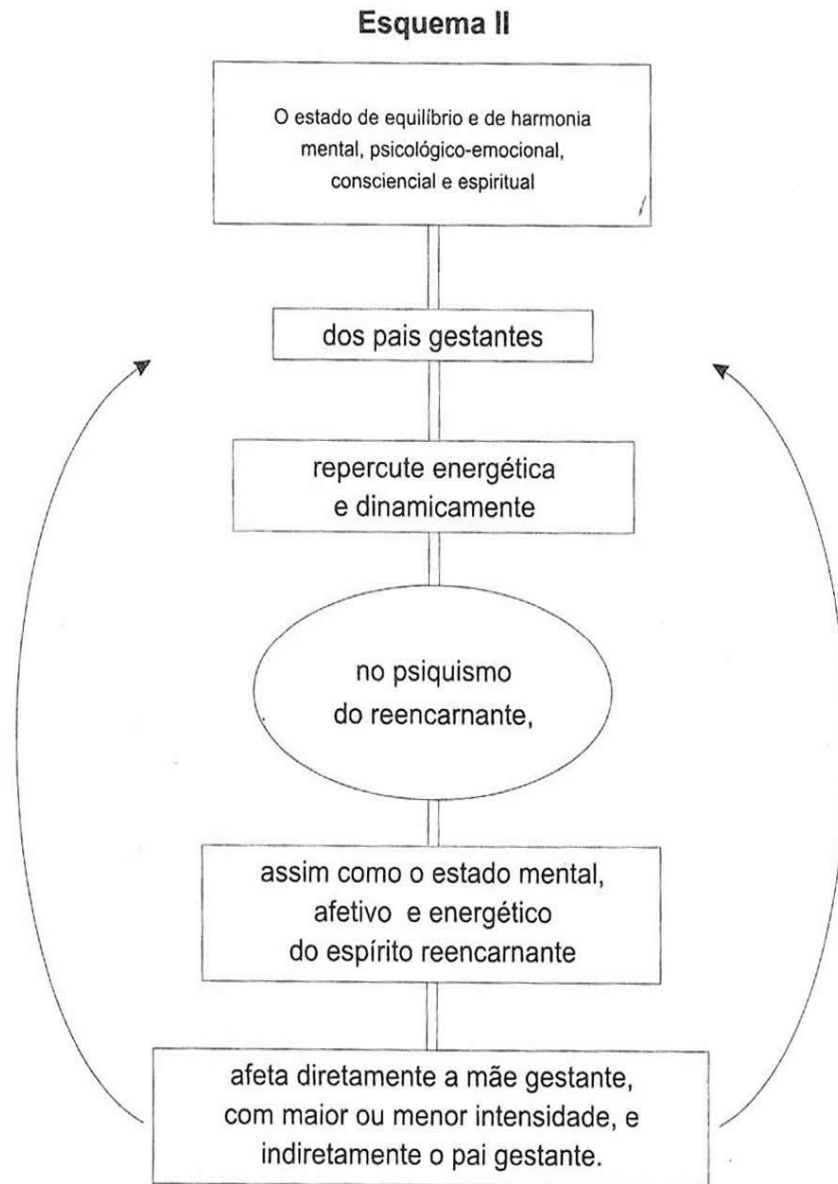 Esquema II
O estado de equilíbrio e de harmonia
mental, psicológico-emocional,
consciencial e espiritual
dos pais gestantes
repercute energética
e dinamicamente
no psiquismo
do reencarnante,
assim como o estado mental,
afetivo e energético
do espírito reencarnante
afeta diretamente a mãe gestante,
com maior ou menor intensidade, e
indiretamente o pai gestante.